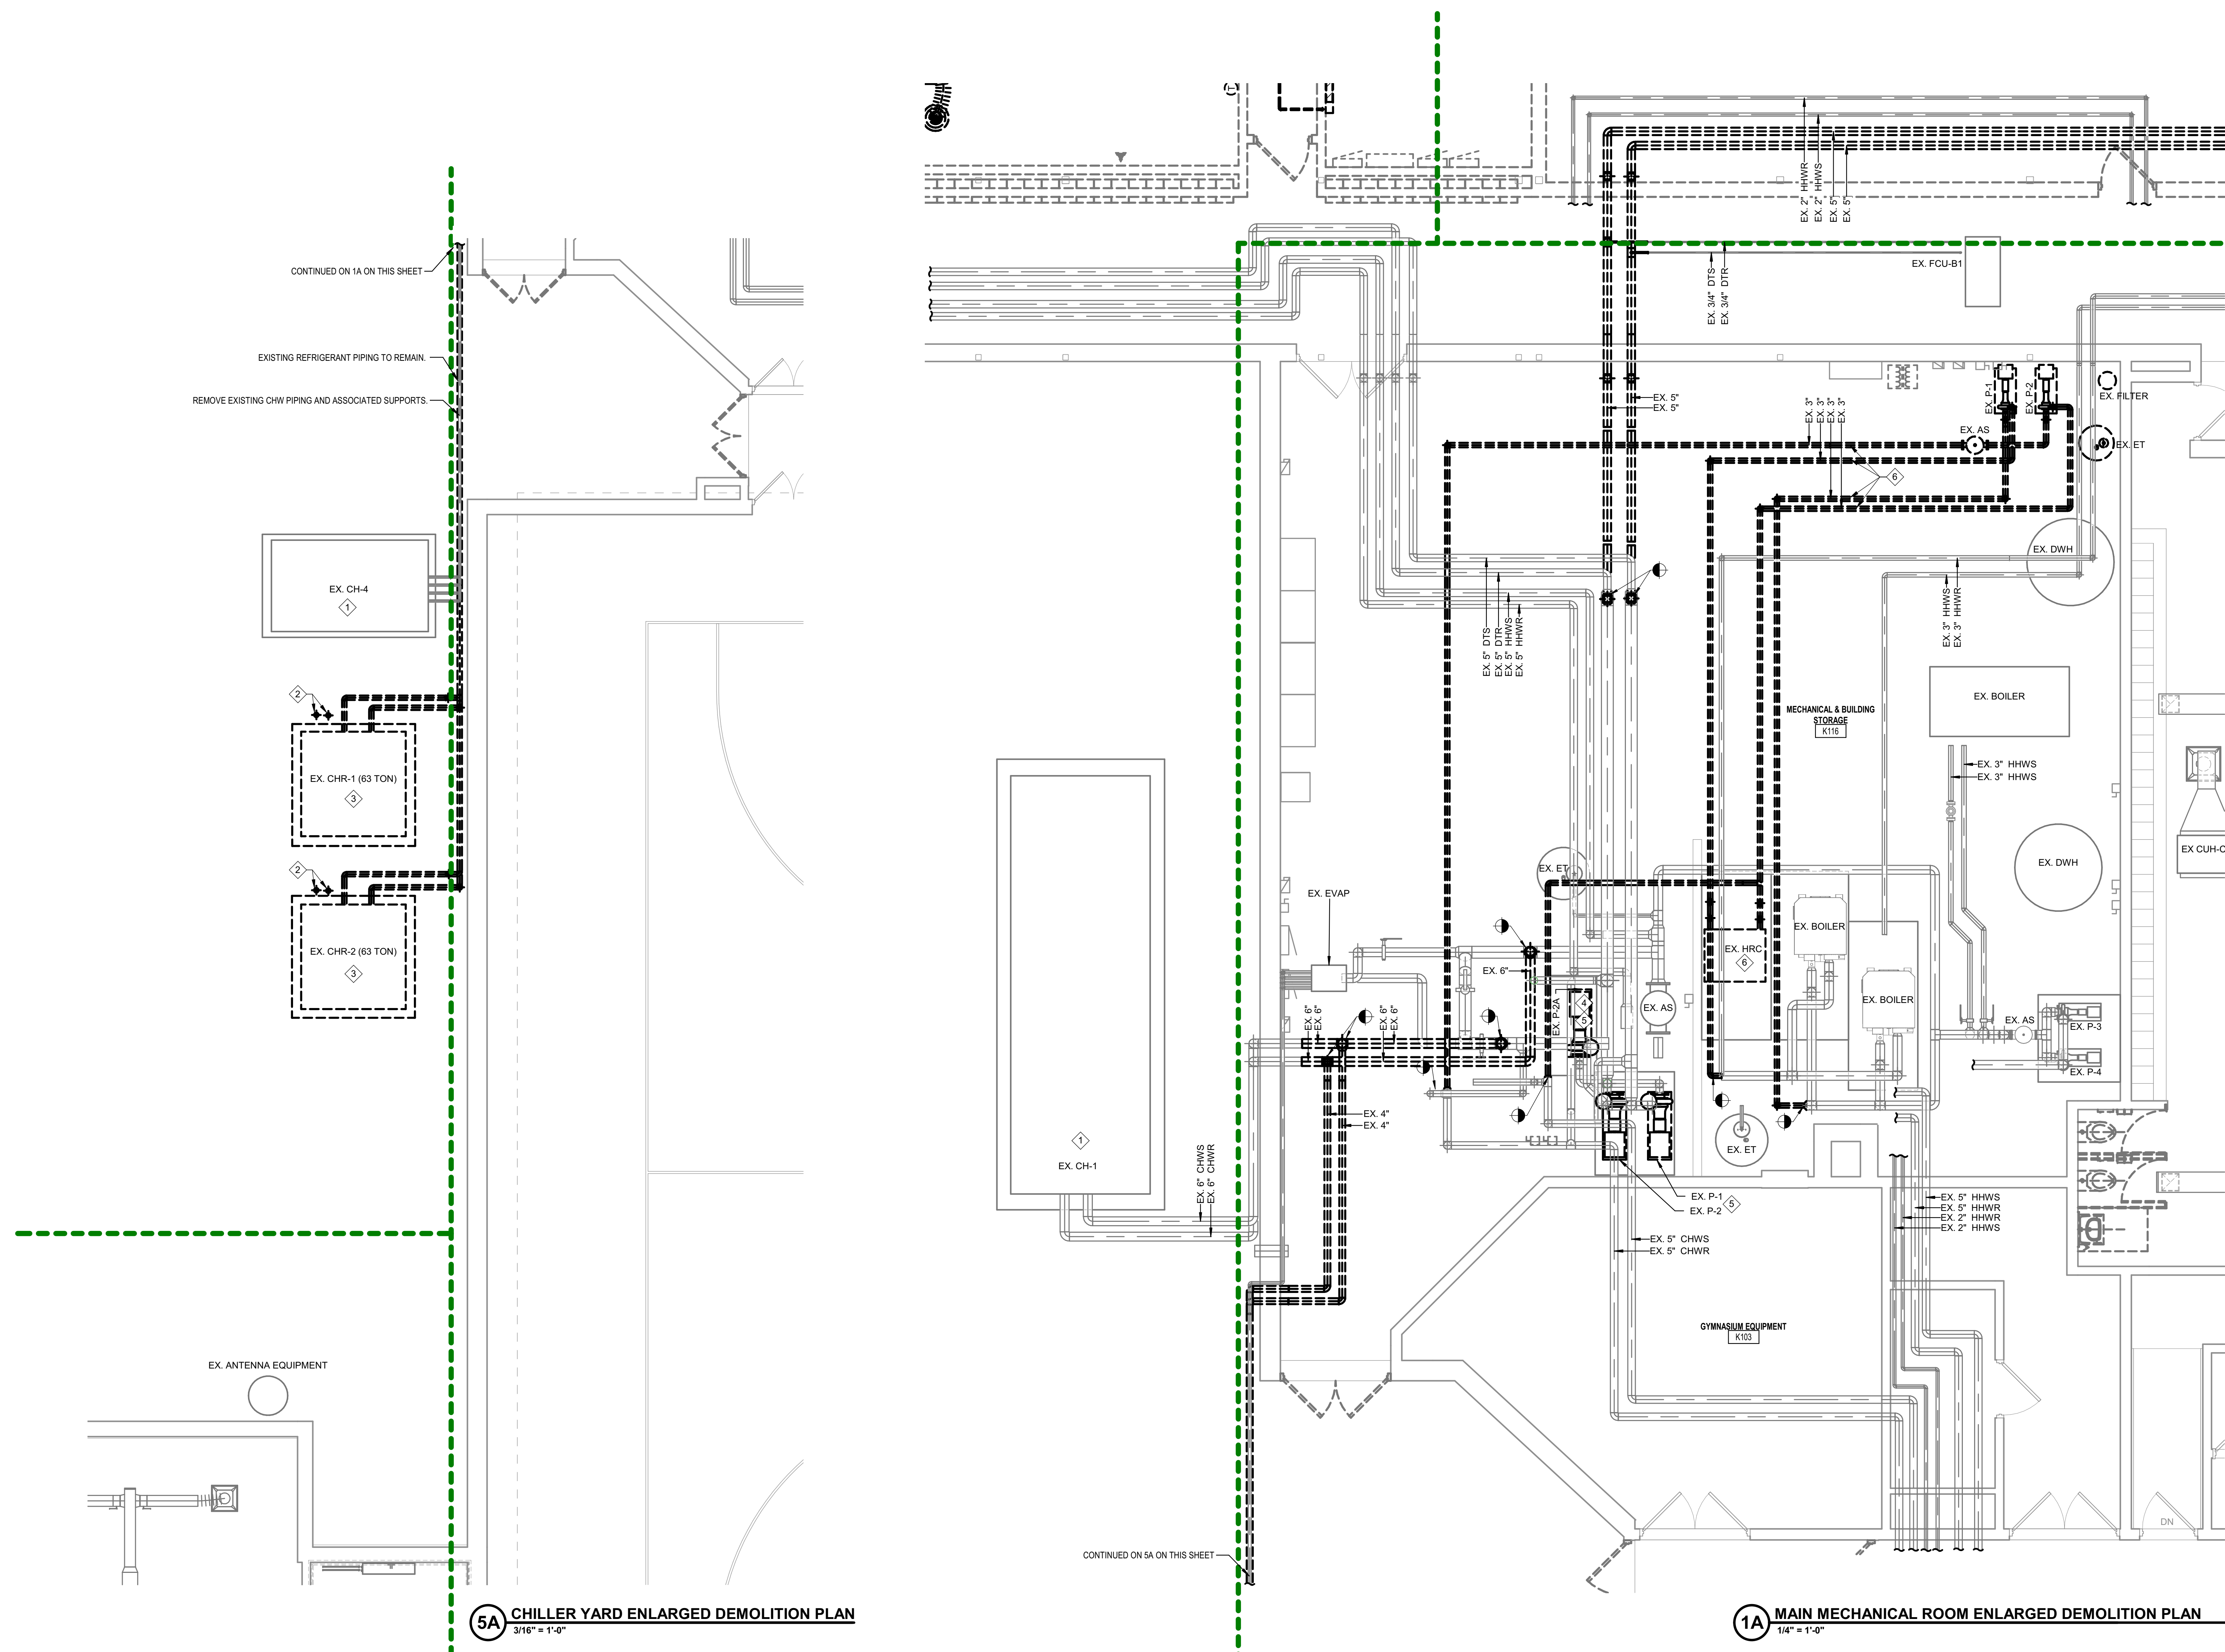 CONTINUED ON 1A ON THIS SHEET
EXISTING REFRIGERANT PIPING TO REMAIN.
REMOVE EXISTING CHW PIPING AND ASSOCIATED SUPPORTS.
EX. CH-4
1
2
EX. CHR-1 (63 TON)
3
2
EX. CHR-2 (63 TON)
3
EX. ANTENNA EQUIPMENT
5A
CHILLER YARD ENLARGED DEMOLITION PLAN
3/16" = 1'-0"
T
EX. 2" HHWR
EX. 2" HHWS
EX. 5"
EX. 5"
EX. FCU-B1
EX. 3/4" DTS
EX. 3/4" DTR
EX. 5"
EX. 5"
EX. 3"
EX. 3"
EX. 3"
EX. 3"
EX. P-1
EX. P-2
EX. FILTER
EX. AS
EX. ET
6
EX. DWH
EX. 5" DTS
EX. 5" DTR
EX. 5" HHWS
EX. 5" HHWR
EX. 3" HHWS
EX. 3" HHWR
EX. BOILER
MECHANICAL & BUILDING
STORAGE
K116
EX. 3" HHWS
EX. 3" HHWS
EX. DWH
EX CUH-C
EX. ET
EX. EVAP
EX. BOILER
EX. HRC
6
EX. 6"
EX. P-2A
4
5
EX. BOILER
EX. AS
EX. AS
EX. P-3
EX. P-4
EX. 6"
EX. 6"
EX. 6"
EX. 6"
EX. 4"
EX. 4"
1
EX. CH-1
EX. 6" CHWS
EX. 6" CHWR
EX. ET
EX. P-1
EX. P-2
5
EX. 5" HHWS
EX. 5" HHWR
EX. 2" HHWR
EX. 2" HHWS
EX. 5" CHWS
EX. 5" CHWR
GYMNASIUM EQUIPMENT
K103
DN
CONTINUED ON 5A ON THIS SHEET
1A
MAIN MECHANICAL ROOM ENLARGED DEMOLITION PLAN
1/4" = 1'-0"